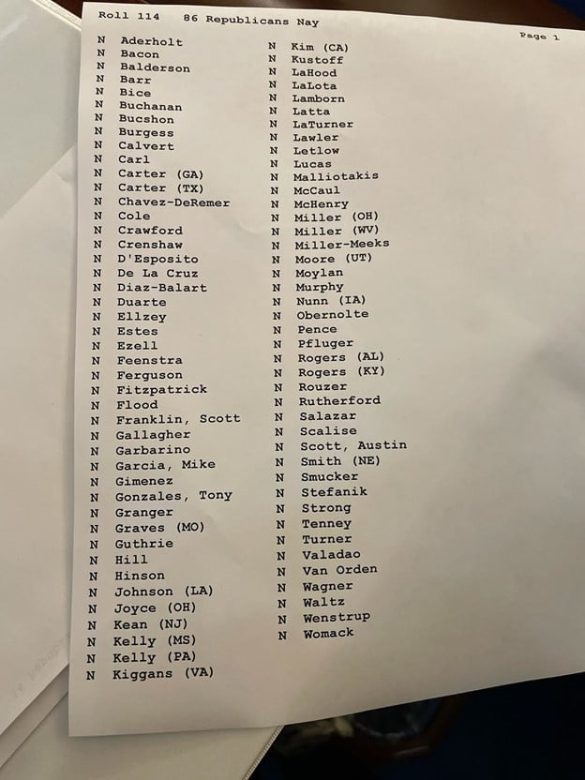 Roll 114 86 Republicans Nay
Page 1
N Aderholt
N Bacon
N Balderson
N Barr
N Bice
N Buchanan
N Bucshon
N Burgess
N Calvert
N Carl
N Carter (GA)
N Carter (TX)
N Chavez-DeRemer
N Cole
N Crawford
N Crenshaw
N D'Esposito
N De La Cruz
N Diaz-Balart
N Duarte
N Ellzey
N Estes
N Ezell
N Feenstra
N Ferguson
N Fitzpatrick
N Flood
N Franklin, Scott
N Gallagher
N Garbarino
N Garcia, Mike
N Gimenez
N Gonzales, Tony
N Granger
N Graves (MO)
N Guthrie
N Hill
N Hinson
N Johnson (LA)
N Joyce (OH)
N Kean (NJ)
N Kelly (MS)
N Kelly (PA)
N Kiggans (VA)
N Kim (CA)
N Kustoff
N LaHood
N LaLota
N Lamborn
N Latta
N LaTurner
N Lawler
N Letlow
N Lucas
N Malliotakis
N McCaul
N McHenry
N Miller (OH)
N Miller (WV)
N Miller-Meeks
N Moore (UT)
N Moylan
N Murphy
N Nunn (IA)
N Obernolte
N Pence
N Pfluger
N Rogers (AL)
N Rogers (KY)
N Rouzer
N Rutherford
N Salazar
N Scalise
N Scott, Austin
N Smith (NE)
N Smucker
N Stefanik
N Strong
N Tenney
N Turner
N Valadao
N Van Orden
N Wagner
N Waltz
N Wenstrup
N Womack